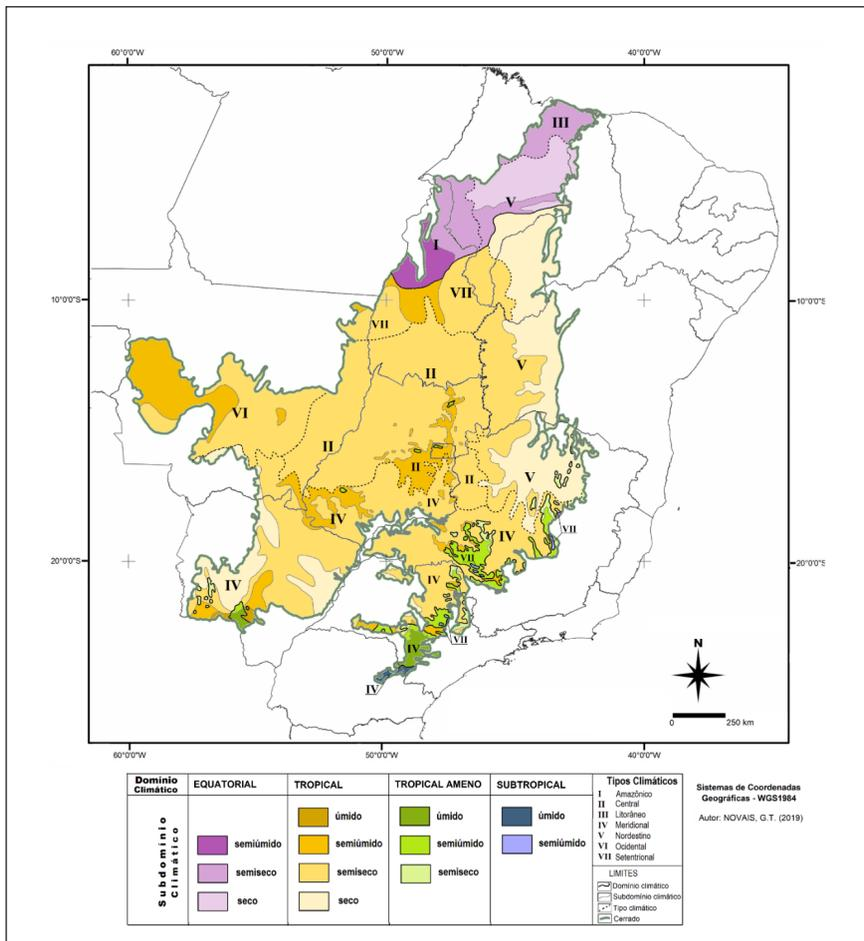 60°0'0"W 50°0'0"W 40°0'0"W
III
V
I
10°0'0"S VII 10°0'0"S
VII
II V
VI
II
II II V
IV
IV IV VII
20°0'0"S VII 20°0'0"S
IV IV
VII
IV
IV
N
0 250 km
60°0'0"W 50°0'0"W 40°0'0"W
Domínio Climático EQUATORIAL TROPICAL TROPICAL AMENO SUBTROPICAL
Subdomínio Climático
semiúmido
semiseco
seco
úmido
semiúmido
semiseco
seco
úmido
semiúmido
semiseco
úmido
semiúmido
Tipos Climáticos
I Amazônico
II Central
III Litorâneo
IV Meridional
V Nordestino
VI Ocidental
VII Setentrional
LIMITES
Domínio climático
Subdomínio climático
Tipo climático
Cerrado
Sistemas de Coordenadas
Geográficas - WGS1984
Autor: NOVAIS, G.T. (2019)